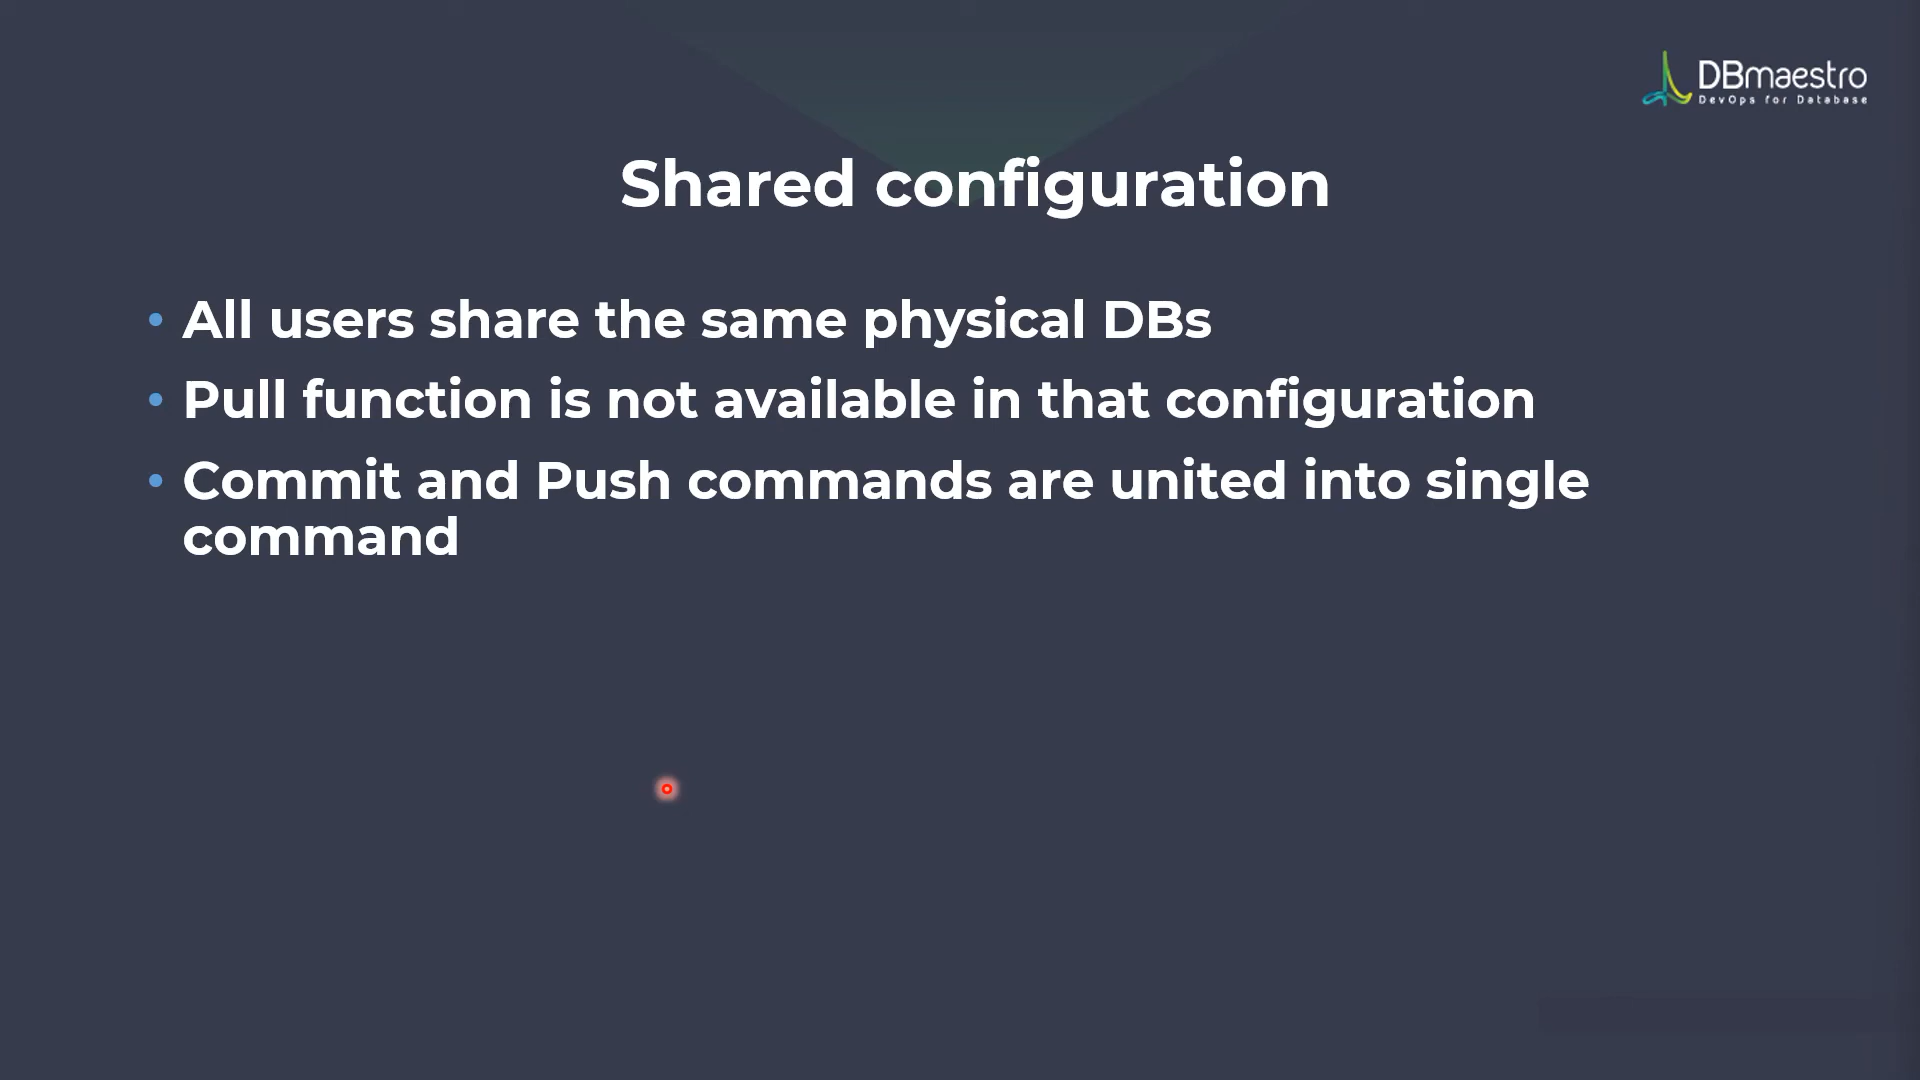 DBmaestro
DevOps for Database
Shared configuration
• All users share the same physical DBs
• Pull function is not available in that configuration
• Commit and Push commands are united into single
command